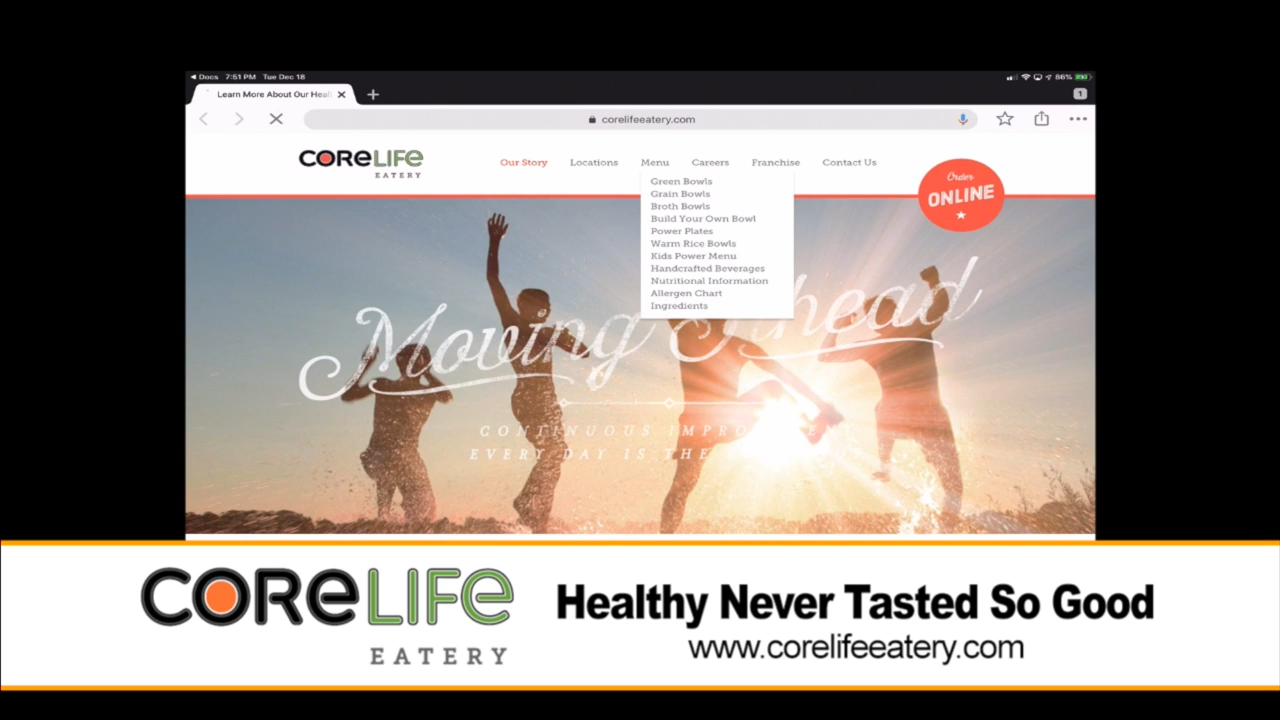 Docs 7:51 PM Tue Dec 18
86%
Learn More About Our Heal
1
corelifeeatery.com
CORELIFE
EATERY
Our Story Locations Menu Careers Franchise Contact Us
Order
ONLINE
Green Bowls
Grain Bowls
Broth Bowls
Build Your Own Bowl
Power Plates
Warm Rice Bowls
Kids Power Menu
Handcrafted Beverages
Nutritional Information
Allergen Chart
Ingredients
Moving Ahead
CONTINUOUS
EVERY DAY IS THE
CORELIFE
EATERY
Healthy Never Tasted So Good
www.corelifeeatery.com